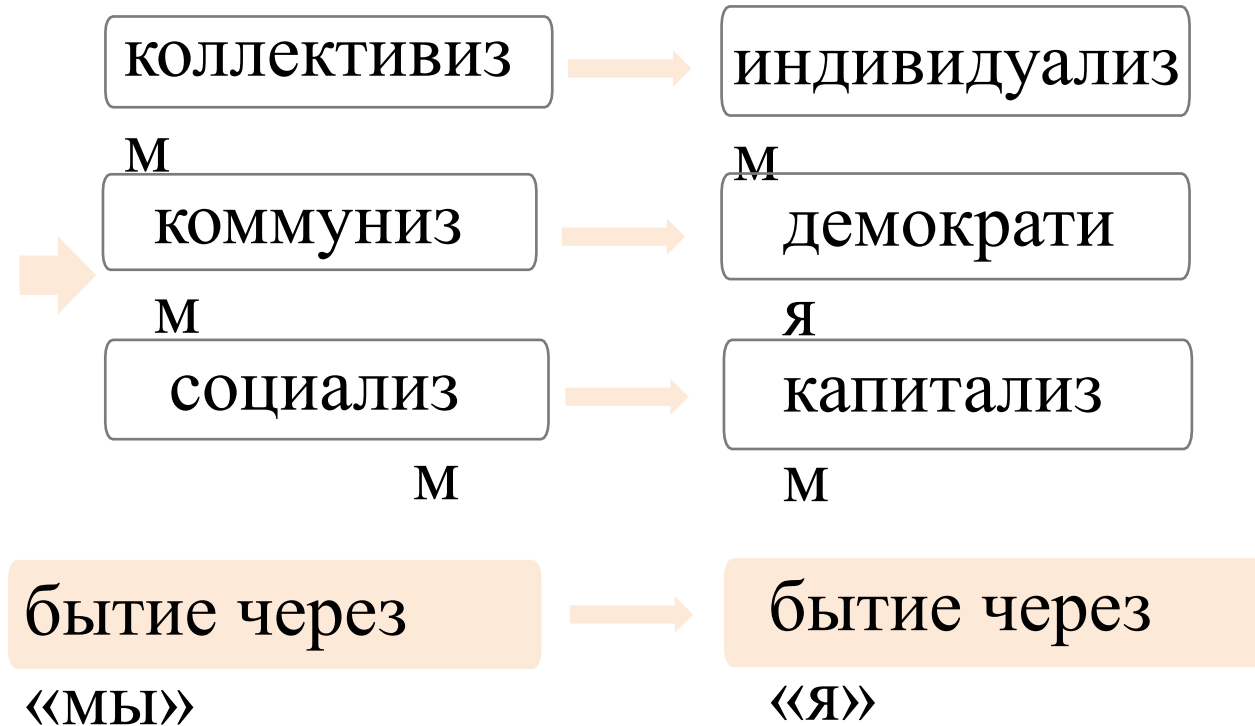 коллективиз
м
индивидуализ
м
коммуниз
м
демократи
я
социализ
м
капитализ
м
бытие через
«мы»
бытие через
«я»